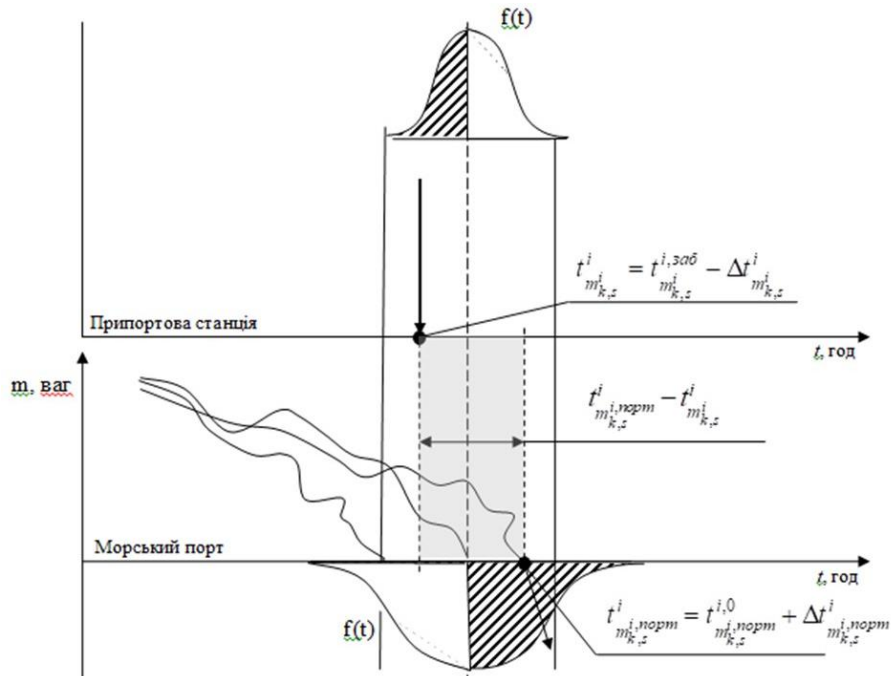 f(t)
t^i_{m^i_{k,s}} = t^{i,заб}_{m^i_{k,s}} − Δt^i_{m^i_{k,s}}
Припортова станція
t, год
m, ваг
t^i_{m^{i,порт}_{k,s}} − t^i_{m^i_{k,s}}
Морський порт
t, год
f(t)
t^i_{m^{i,порт}_{k,s}} = t^{i,0}_{m^{i,порт}_{k,s}} + Δt^i_{m^{i,порт}_{k,s}}